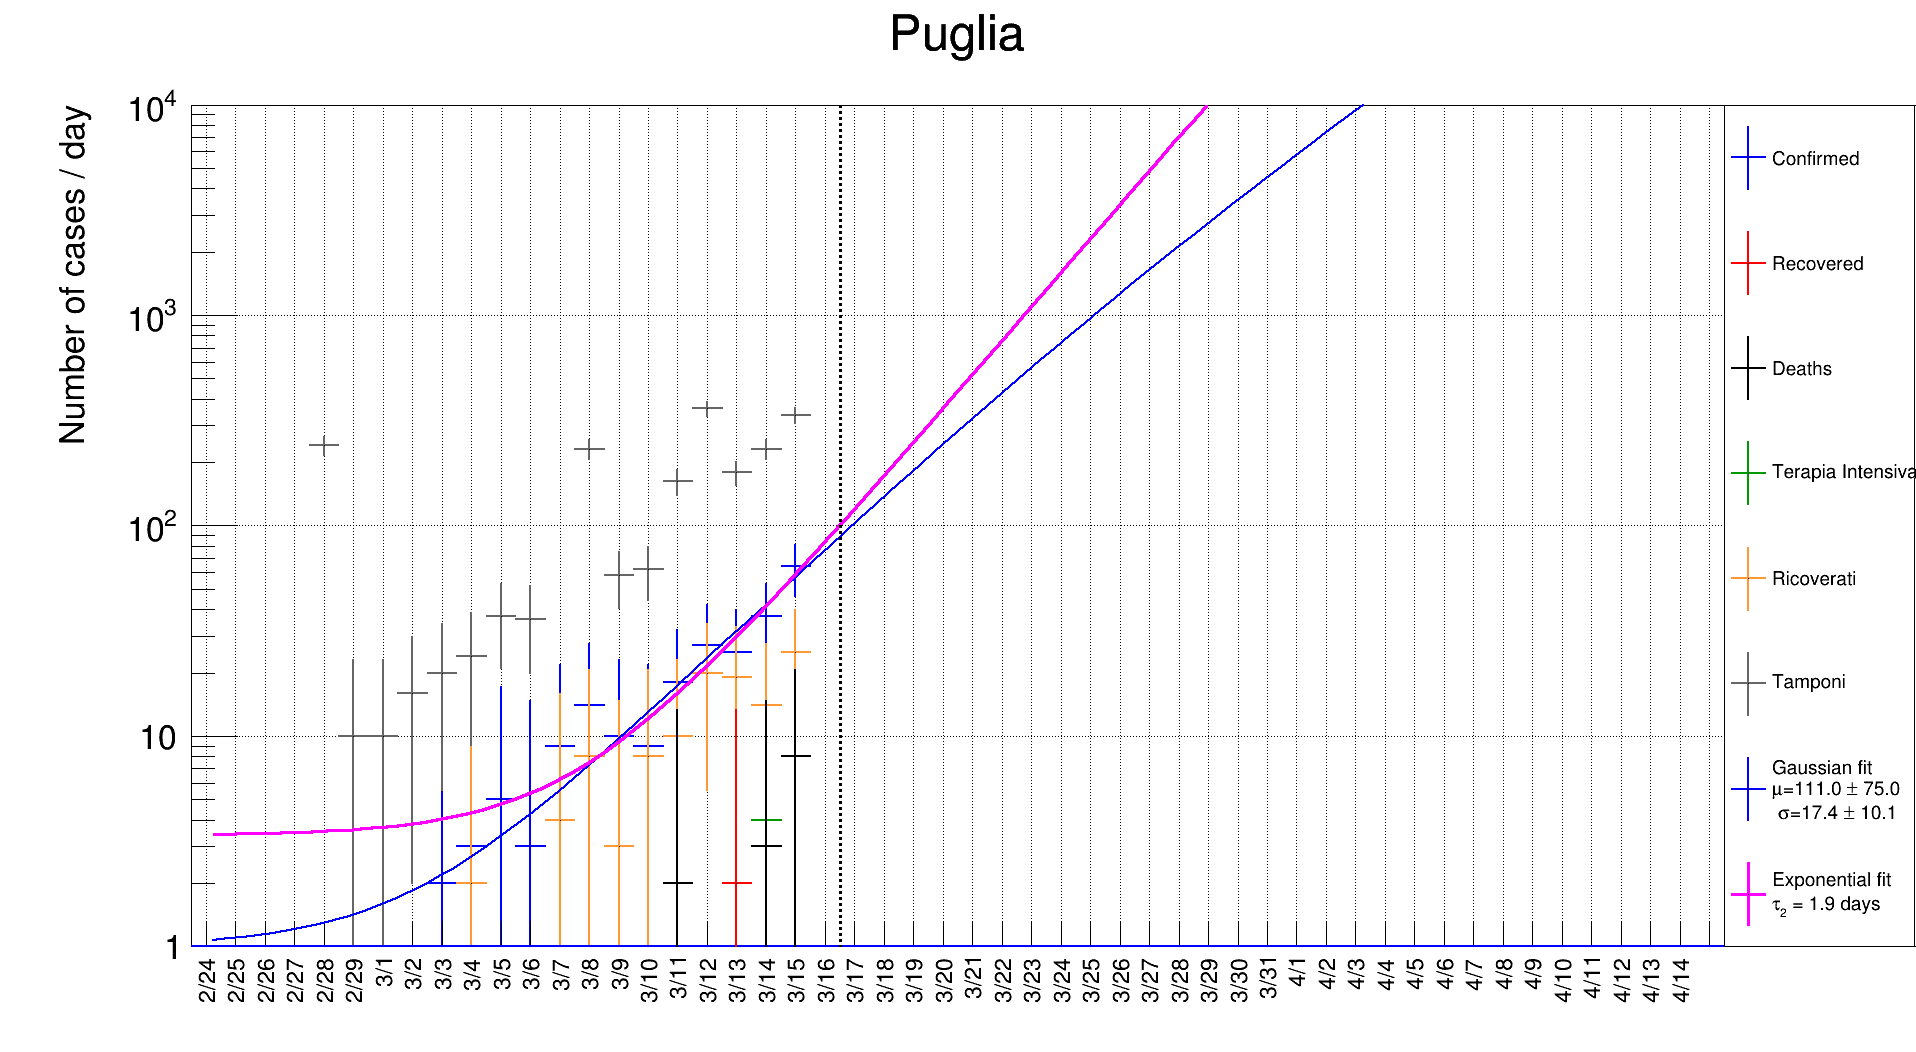 Puglia
Number of cases / day
10⁴
10³
10²
10
1
2/24 2/25 2/26 2/27 2/28 2/29 3/1 3/2 3/3 3/4 3/5 3/6 3/7 3/8 3/9 3/10 3/11 3/12 3/13 3/14 3/15 3/16 3/17 3/18 3/19 3/20 3/21 3/22 3/23 3/24 3/25 3/26 3/27 3/28 3/29 3/30 3/31 4/1 4/2 4/3 4/4 4/5 4/6 4/7 4/8 4/9 4/10 4/11 4/12 4/13 4/14
Confirmed
Recovered
Deaths
Terapia Intensiva
Ricoverati
Tamponi
Gaussian fit
μ=111.0 ± 75.0
σ=17.4 ± 10.1
Exponential fit
τ₂ = 1.9 days